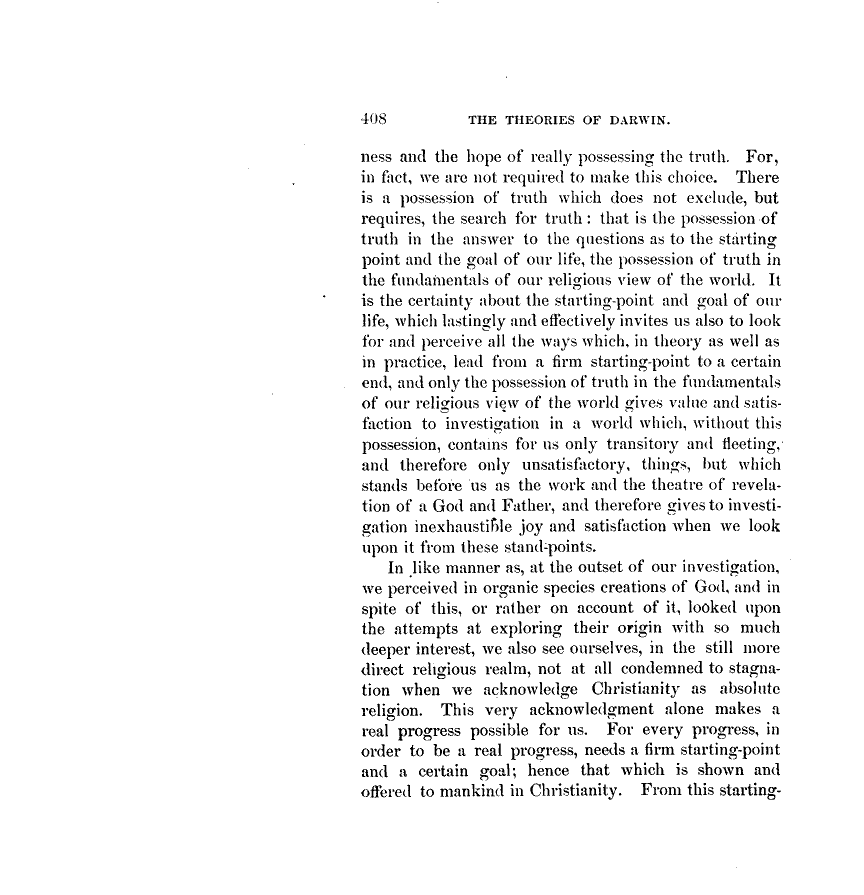 408 THE THEORIES OF DARWIN.
ness and the hope of really possessing the truth. For,
in fact, we are not required to make this choice. There
is a possession of truth which does not exclude, but
requires, the search for truth: that is the possession of
truth in the answer to the questions as to the starting
point and the goal of our life, the possession of truth in
the fundamentals of our religious view of the world. It
is the certainty about the starting-point and goal of our
life, which lastingly and effectively invites us also to look
for and perceive all the ways which, in theory as well as
in practice, lead from a firm starting-point to a certain
end, and only the possession of truth in the fundamentals
of our religious view of the world gives value and satis-
faction to investigation in a world which, without this
possession, contains for us only transitory and fleeting,
and therefore only unsatisfactory, things, but which
stands before us as the work and the theatre of revela-
tion of a God and Father, and therefore gives to investi-
gation inexhaustible joy and satisfaction when we look
upon it from these stand-points.
In like manner as, at the outset of our investigation,
we perceived in organic species creations of God, and in
spite of this, or rather on account of it, looked upon
the attempts at exploring their origin with so much
deeper interest, we also see ourselves, in the still more
direct religious realm, not at all condemned to stagna-
tion when we acknowledge Christianity as absolute
religion. This very acknowledgment alone makes a
real progress possible for us. For every progress, in
order to be a real progress, needs a firm starting-point
and a certain goal; hence that which is shown and
offered to mankind in Christianity. From this starting-